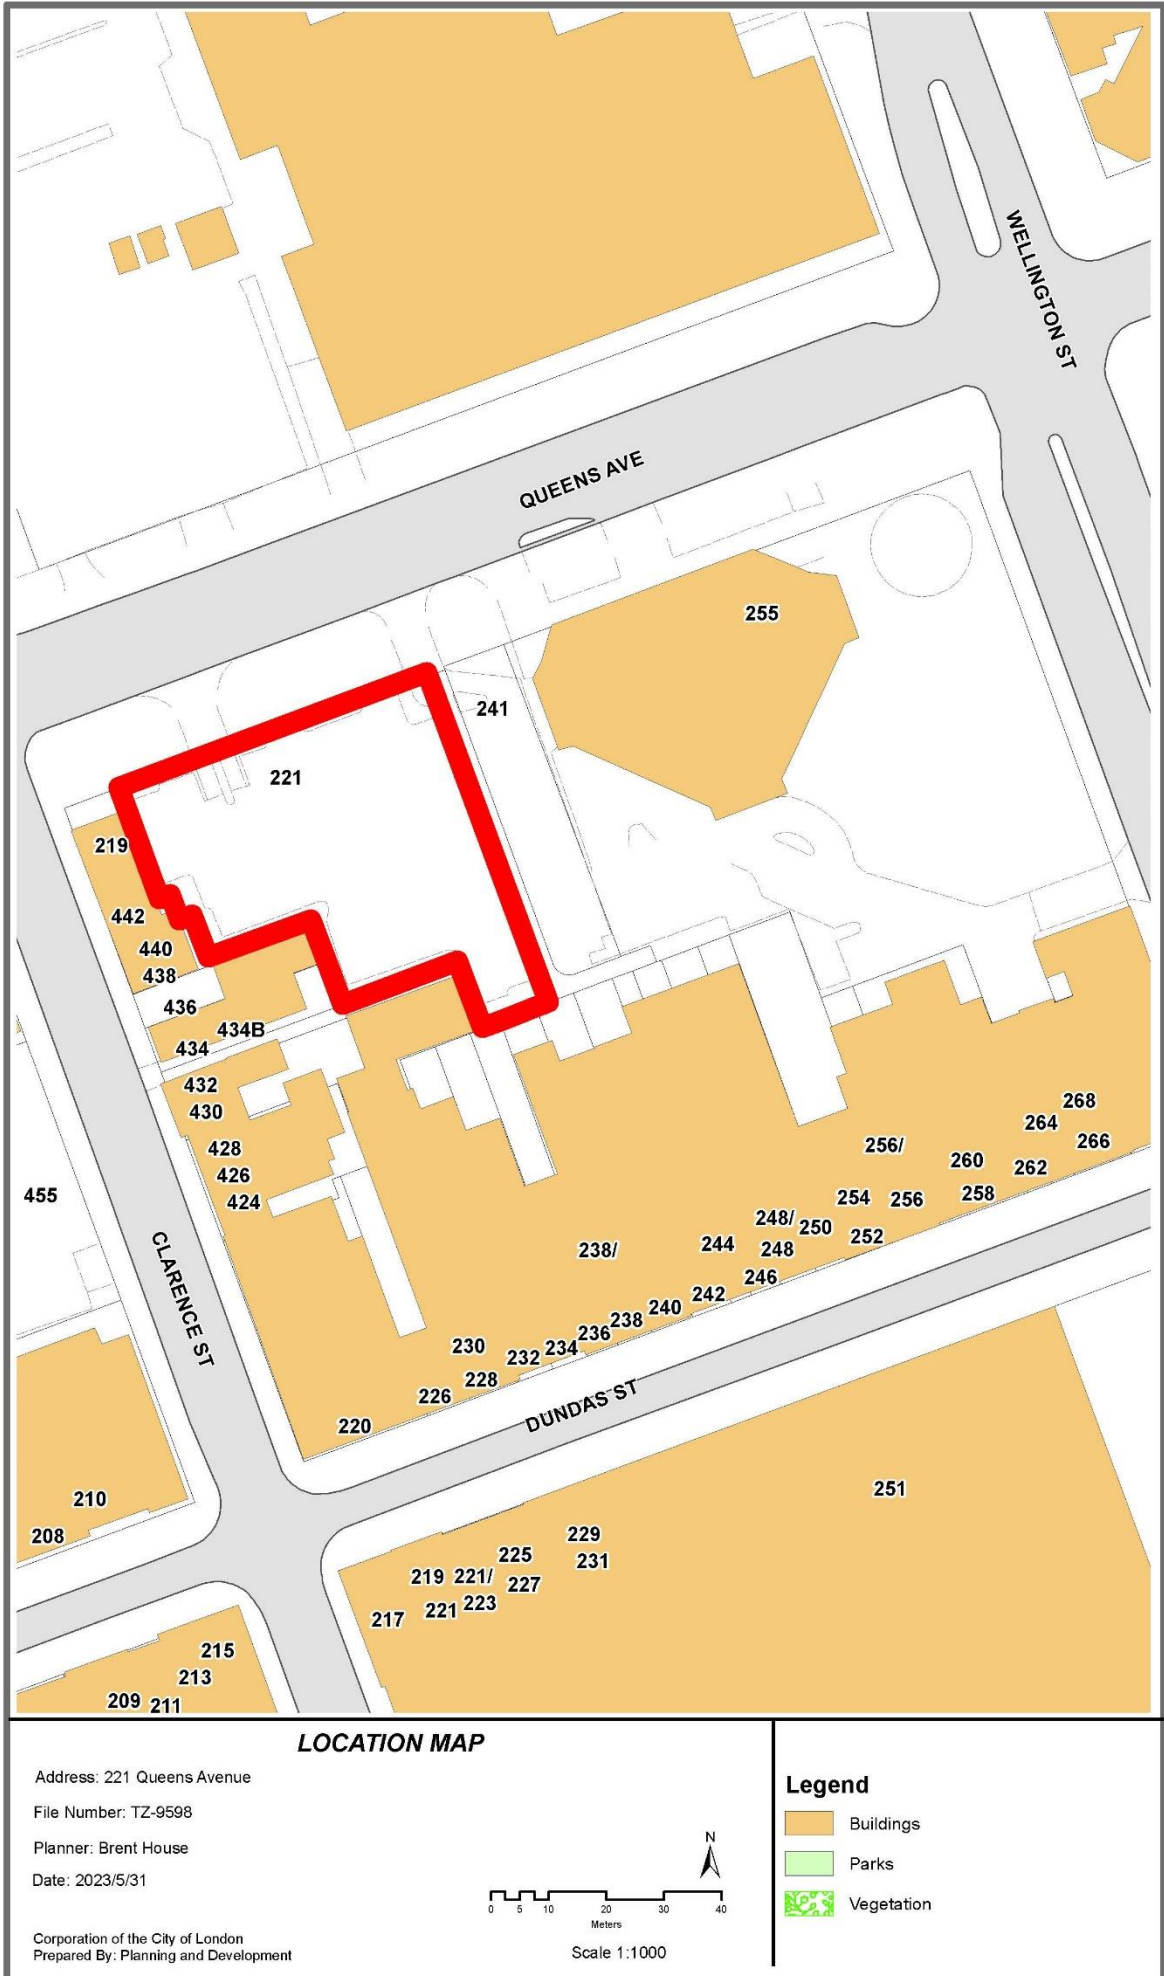 WELLINGTON ST
QUEENS AVE
255
241
221
219
442
440
438
436
434B
434
432
430
428
426
424
455
CLARENCE ST
268
264
266
256/
260
262
254
256
258
248/
250
252
238/
244
248
246
242
240
238
236
234
230
232
228
226
220
DUNDAS ST
210
208
251
229
225
231
219 221/
227
223
217
221
215
213
209
211
LOCATION MAP
Address: 221 Queens Avenue
File Number: TZ-9598
Planner: Brent House
Date: 2023/5/31
Corporation of the City of London
Prepared By: Planning and Development
N
0 5 10 20 30 40
Meters
Scale 1:1000
Legend
Buildings
Parks
Vegetation